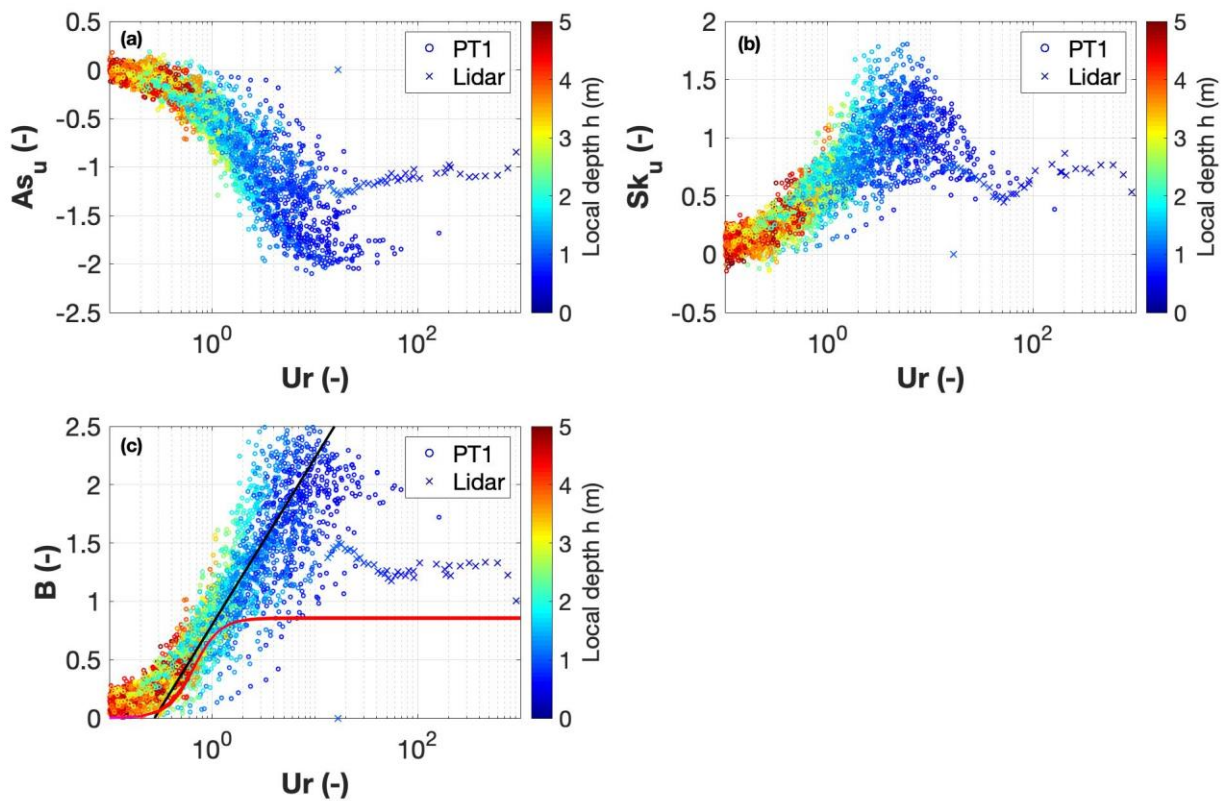 (a)
PT1
Lidar
0.5
0
-0.5
-1
-1.5
-2
-2.5
As_u (-)
10^0
10^2
Ur (-)
5
4
3
2
1
0
Local depth h (m)
(b)
PT1
Lidar
2
1.5
1
0.5
0
-0.5
Sk_u (-)
10^0
10^2
Ur (-)
5
4
3
2
1
0
Local depth h (m)
(c)
PT1
Lidar
2.5
2
1.5
1
0.5
0
B (-)
10^0
10^2
Ur (-)
5
4
3
2
1
0
Local depth h (m)